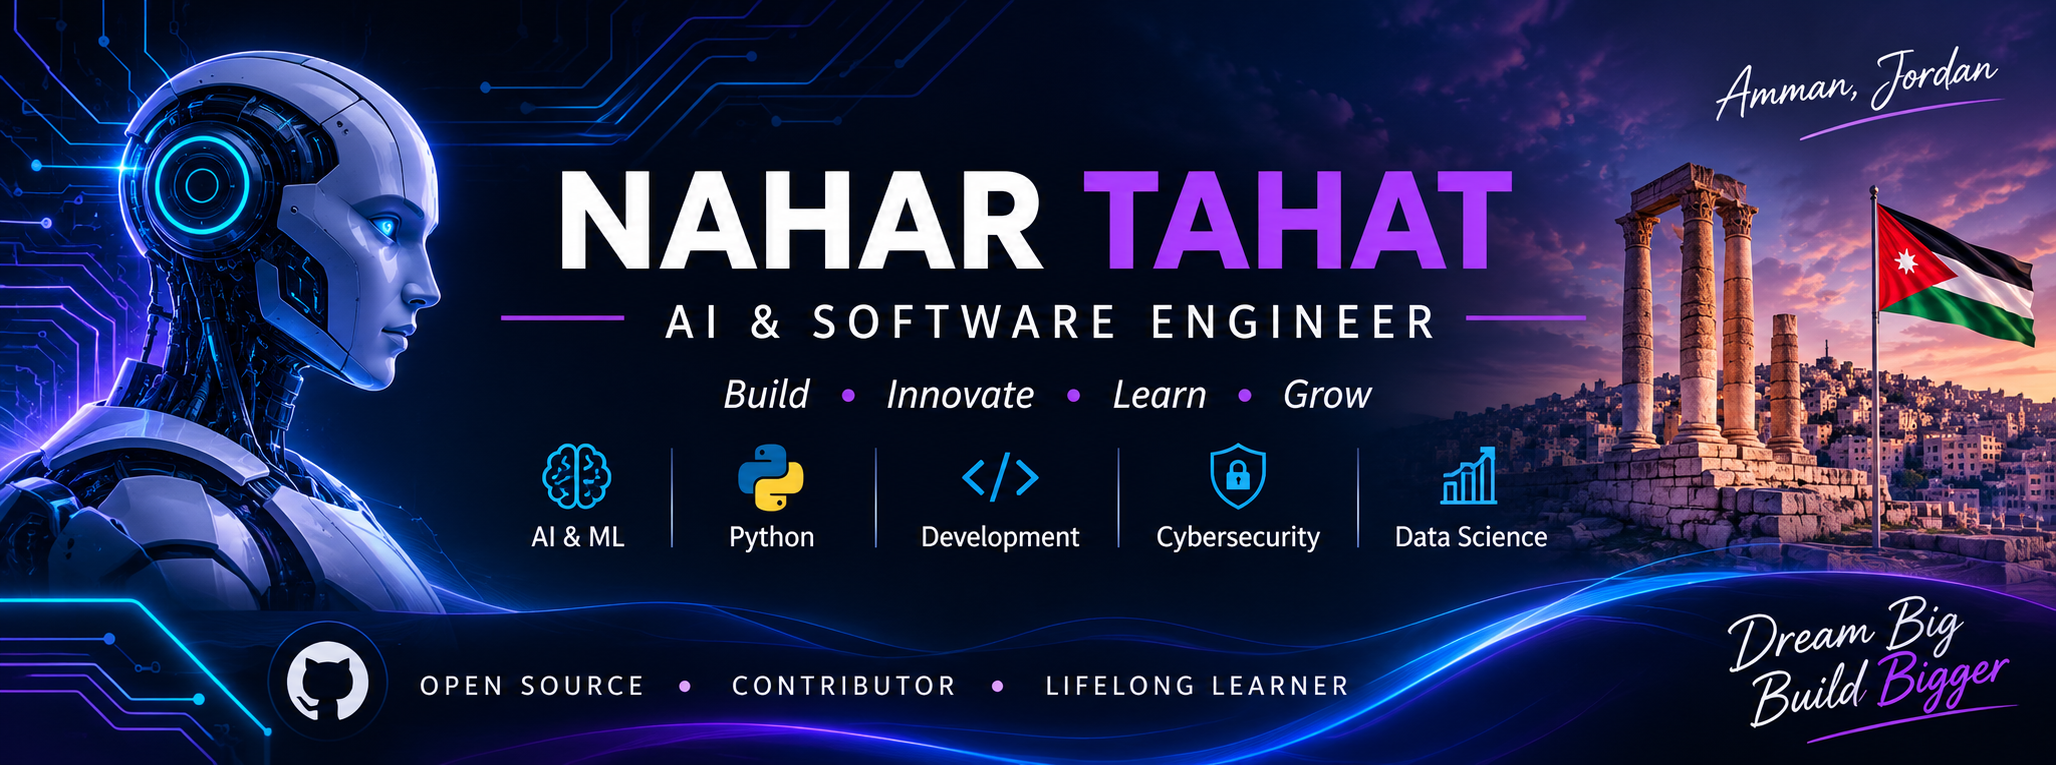 Amman, Jordan
NAHAR TAHAT
AI & SOFTWARE ENGINEER
Build • Innovate • Learn • Grow
AI & ML
Python
Development
Cybersecurity
Data Science
OPEN SOURCE • CONTRIBUTOR • LIFELONG LEARNER
Dream Big
Build Bigger